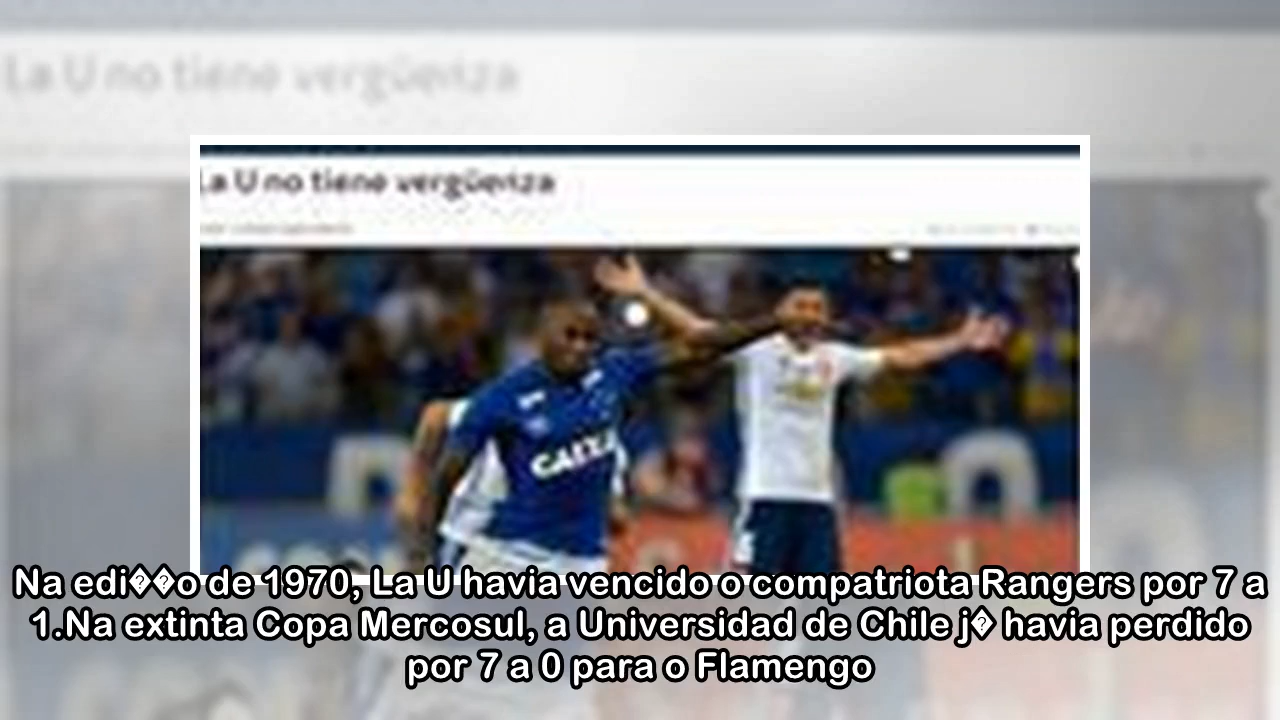 La U no tiene vergüenza
La U no tiene vergüenza
CAIXA
Na edi��o de 1970, La U havia vencido o compatriota Rangers por 7 a
1.Na extinta Copa Mercosul, a Universidad de Chile j� havia perdido
por 7 a 0 para o Flamengo